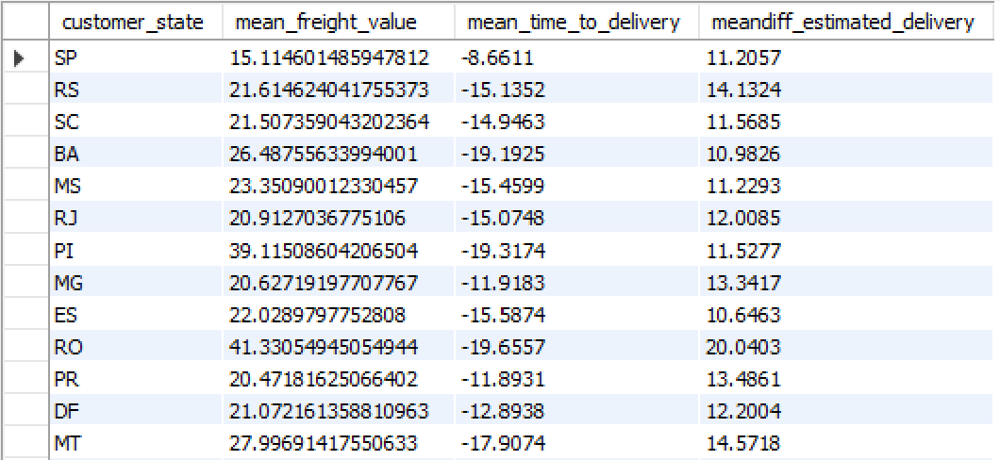 customer_state mean_freight_value mean_time_to_delivery meandiff_estimated_delivery
SP 15.114601485947812 -8.6611 11.2057
RS 21.614624041755373 -15.1352 14.1324
SC 21.507359043202364 -14.9463 11.5685
BA 26.48755633994001 -19.1925 10.9826
MS 23.35090012330457 -15.4599 11.2293
RJ 20.9127036775106 -15.0748 12.0085
PI 39.11508604206504 -19.3174 11.5277
MG 20.62719197707767 -11.9183 13.3417
ES 22.0289797752808 -15.5874 10.6463
RO 41.33054945054944 -19.6557 20.0403
PR 20.47181625066402 -11.8931 13.4861
DF 21.072161358810963 -12.8938 12.2004
MT 27.99691417550633 -17.9074 14.5718